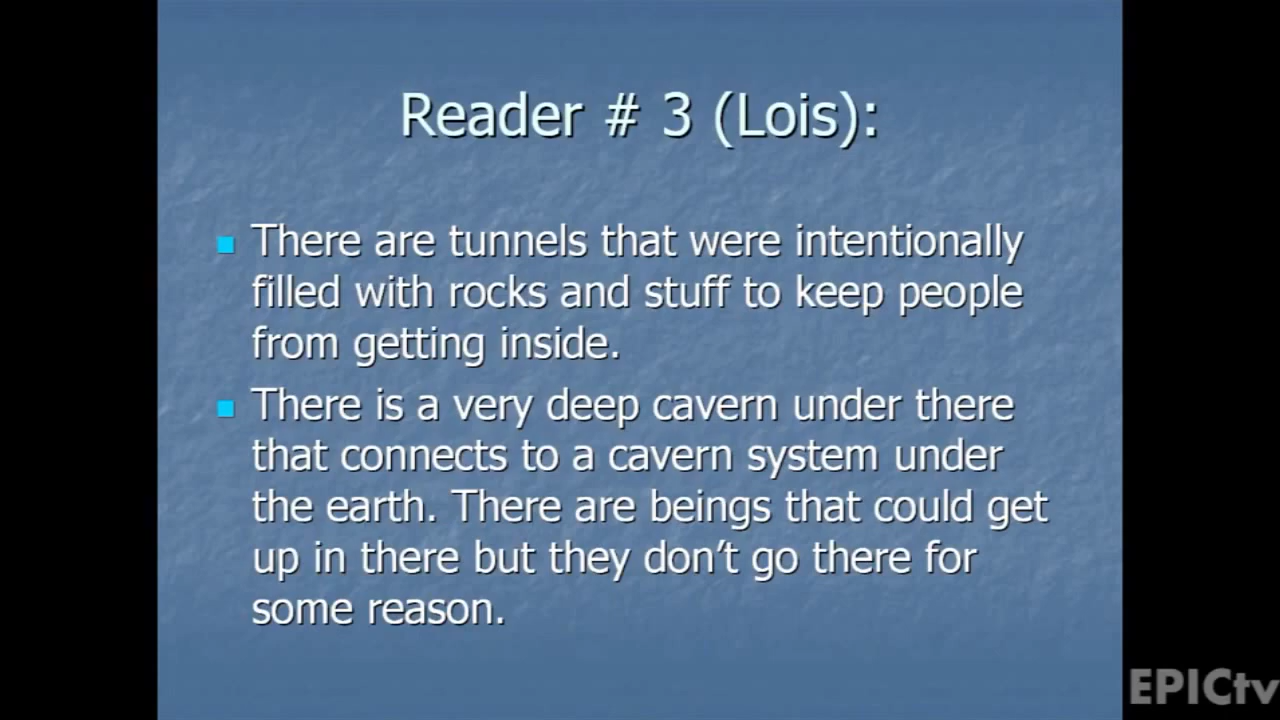 Reader # 3 (Lois):
There are tunnels that were intentionally
filled with rocks and stuff to keep people
from getting inside.
There is a very deep cavern under there
that connects to a cavern system under
the earth. There are beings that could get
up in there but they don’t go there for
some reason.
EPICtv